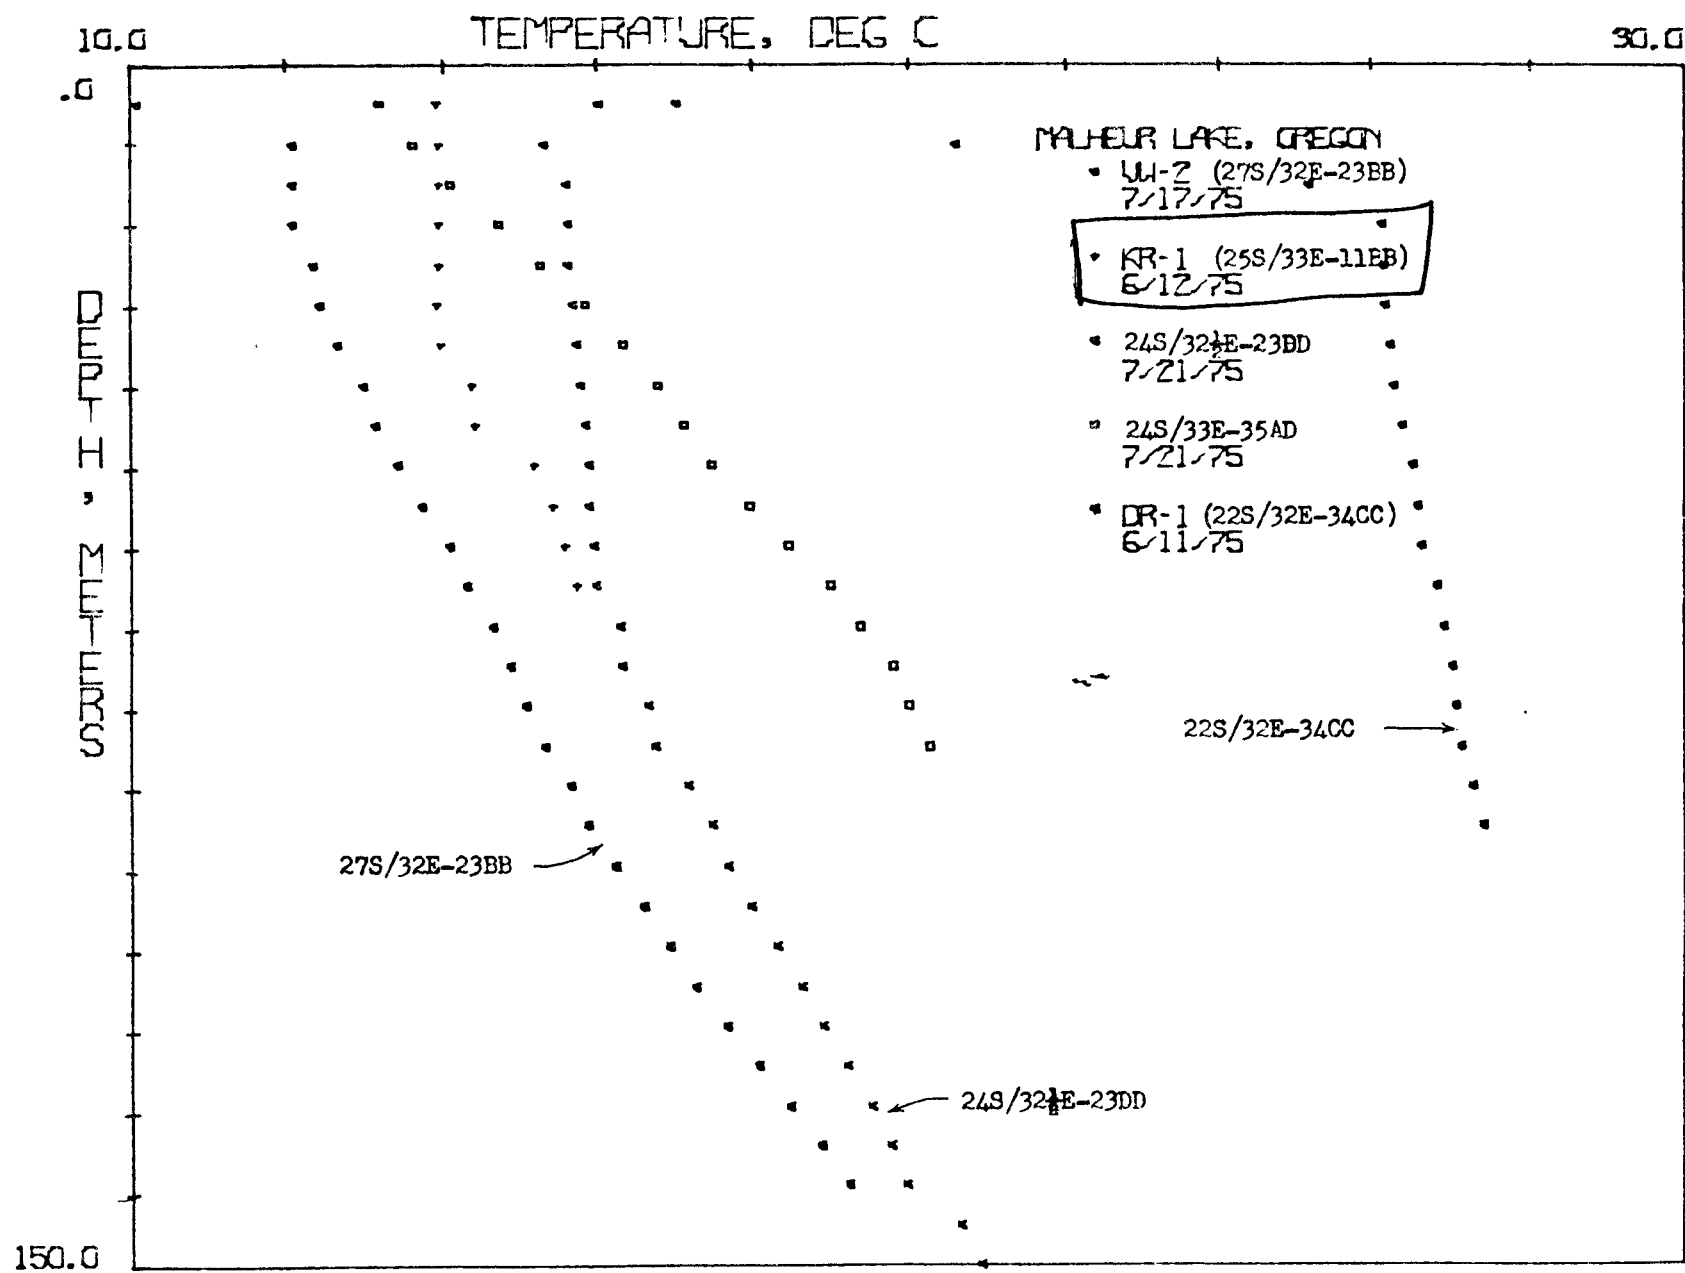 TEMPERATURE, DEG C
10.0
30.0
.0
DEPTH, METERS
150.0
MALHEUR LAKE, OREGON
WW-2 (27S/32E-23BB)
7/17/75
KR-1 (25S/33E-11BB)
6/12/75
24S/32½E-23DD
7/21/75
24S/33E-35AD
7/21/75
DR-1 (22S/32E-34CC)
6/11/75
22S/32E-34CC
27S/32E-23BB
24S/32½E-23DD